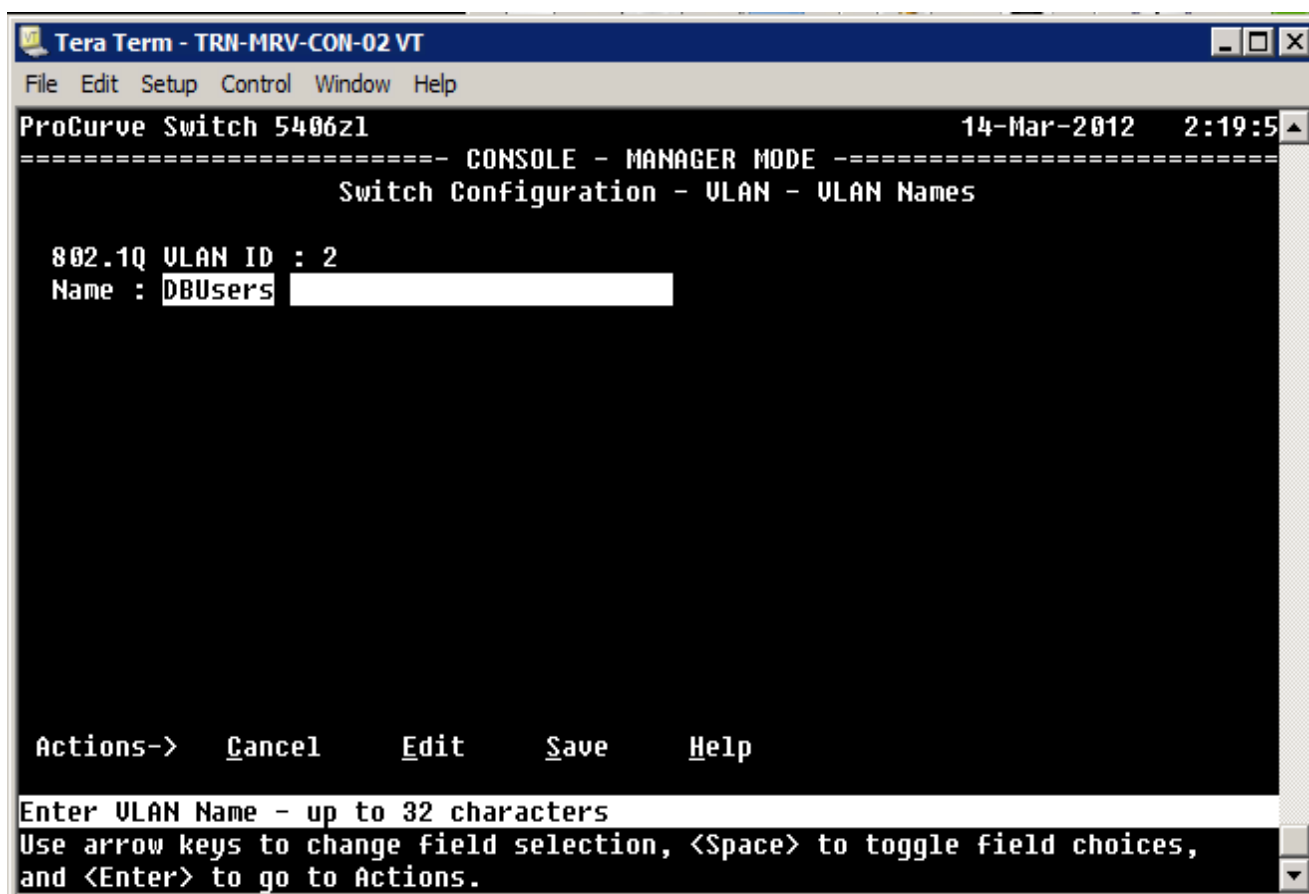 Tera Term - TRN-MRV-CON-02 VT
File Edit Setup Control Window Help
ProCurve Switch 5406zl 14-Mar-2012 2:19:5
==========================- CONSOLE - MANAGER MODE -===========================
Switch Configuration - VLAN - VLAN Names
802.1Q VLAN ID : 2
Name : DBUsers
Actions-> Cancel Edit Save Help
Enter VLAN Name - up to 32 characters
Use arrow keys to change field selection, <Space> to toggle field choices,
and <Enter> to go to Actions.